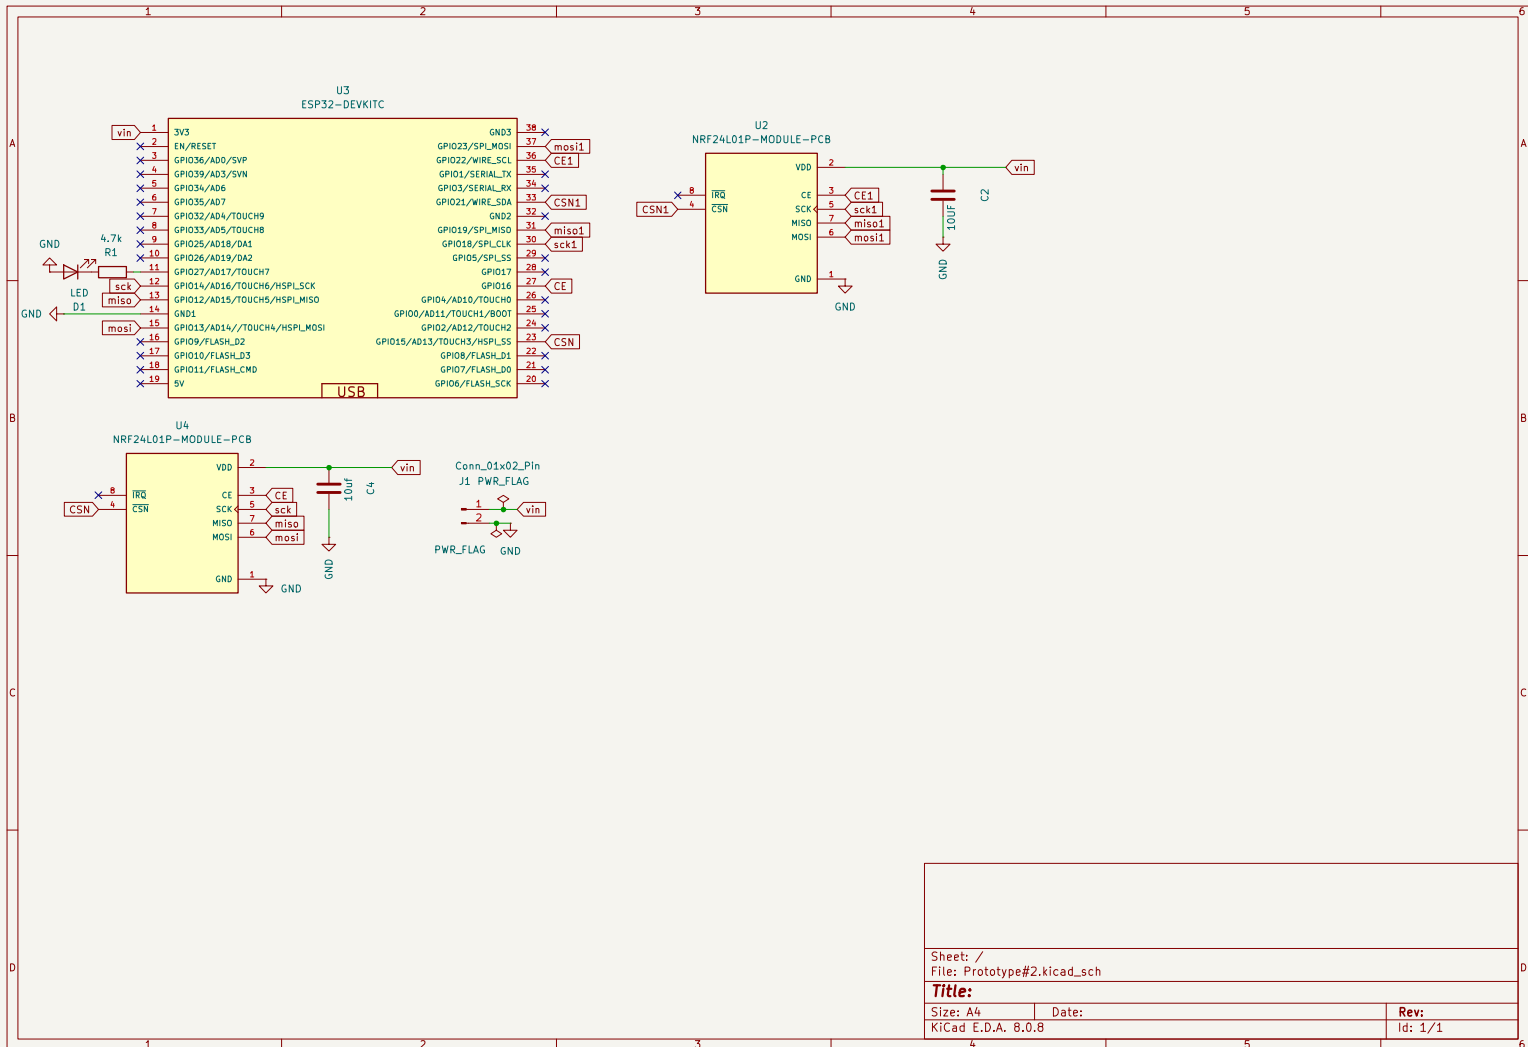 1 2 3 4 5 6
A
B
C
D
A
B
C
D
1 2 3 4 5 6
U3
ESP32-DEVKITC
vin 1 3V3
2 EN/RESET
3 GPIO36/AD0/SVP
4 GPIO39/AD3/SVN
5 GPIO34/AD6
6 GPIO35/AD7
7 GPIO32/AD4/TOUCH9
8 GPIO33/AD5/TOUCH8
9 GPIO25/AD18/DA1
10 GPIO26/AD19/DA2
11 GPIO27/AD17/TOUCH7
sck 12 GPIO14/AD16/TOUCH6/HSPI_SCK
miso 13 GPIO12/AD15/TOUCH5/HSPI_MISO
GND 14 GND1
mosi 15 GPIO13/AD14//TOUCH4/HSPI_MOSI
16 GPIO9/FLASH_D2
17 GPIO10/FLASH_D3
18 GPIO11/FLASH_CMD
19 5V
USB
GND3 38
GPIO23/SPI_MOSI 37 mosi1
GPIO22/WIRE_SCL 36 CE1
GPIO1/SERIAL_TX 35
GPIO3/SERIAL_RX 34
GPIO21/WIRE_SDA 33 CSN1
GND2 32
GPIO19/SPI_MISO 31 miso1
GPIO18/SPI_CLK 30 sck1
GPIO5/SPI_SS 29
GPIO17 28
GPIO16 27 CE
GPIO4/AD10/TOUCH0 26
GPIO0/AD11/TOUCH1/BOOT 25
GPIO2/AD12/TOUCH2 24
GPIO15/AD13/TOUCH3/HSPI_SS 23 CSN
GPIO8/FLASH_D1 22
GPIO7/FLASH_D0 21
GPIO6/FLASH_SCK 20
GND
4.7k
R1
LED
D1
U2
NRF24L01P-MODULE-PCB
VDD 2 vin
8 IRQ
CSN1 4 CSN
CE 3 CE1
SCK 5 sck1
MISO 7 miso1
MOSI 6 mosi1
GND 1
GND
10UF
C2
GND
U4
NRF24L01P-MODULE-PCB
VDD 2 vin
8 IRQ
CSN 4 CSN
CE 3 CE
SCK 5 sck
MISO 7 miso
MOSI 6 mosi
GND 1
GND
10uf
C4
GND
Conn_01x02_Pin
J1 PWR_FLAG
1 vin
2
PWR_FLAG GND
Sheet: /
File: Prototype#2.kicad_sch
Title:
Size: A4 Date: Rev:
KiCad E.D.A. 8.0.8 Id: 1/1